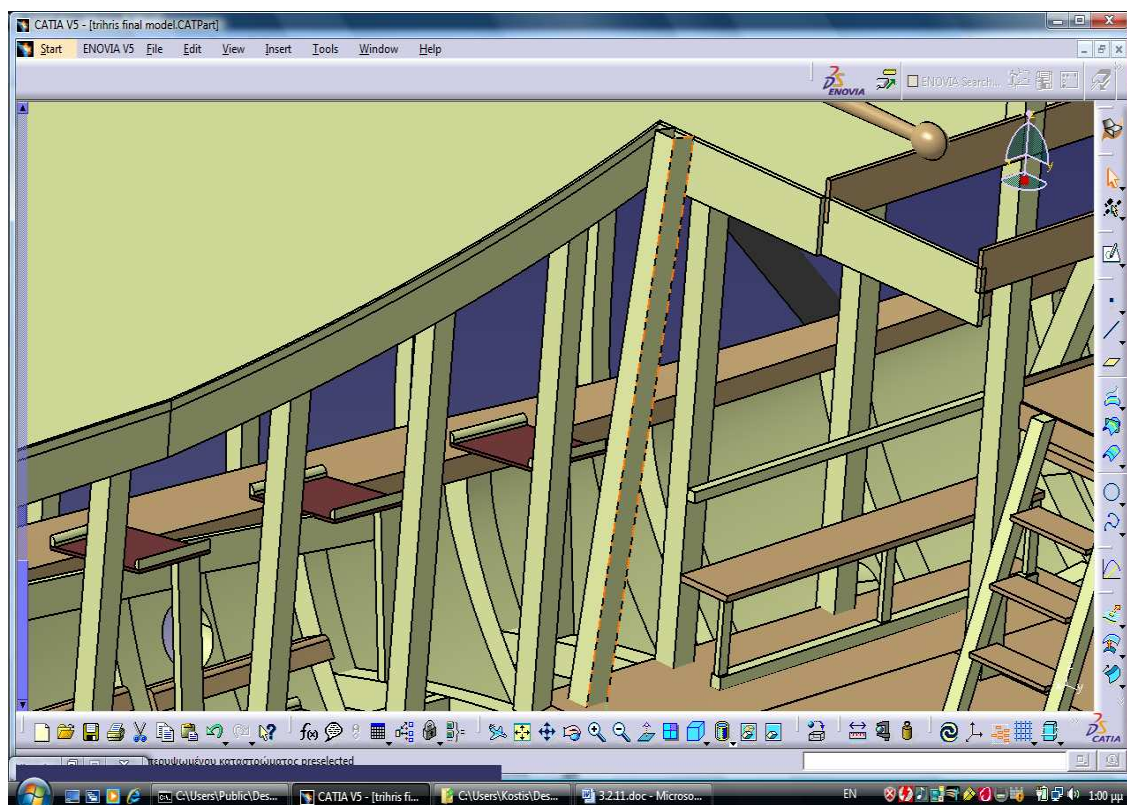 CATIA V5 - [trihris final model.CATPart]
Start ENOVIA V5 File Edit View Insert Tools Window Help
ENOVIA ENOVIA Search...
f(x)
CATIA
καταστρώματος preselected
C:\Users\Public\Des... CATIA V5 - [trihris fi... C:\Users\Kostis\Des... 3.2.11.doc - Microso... EN 1:00 μμ